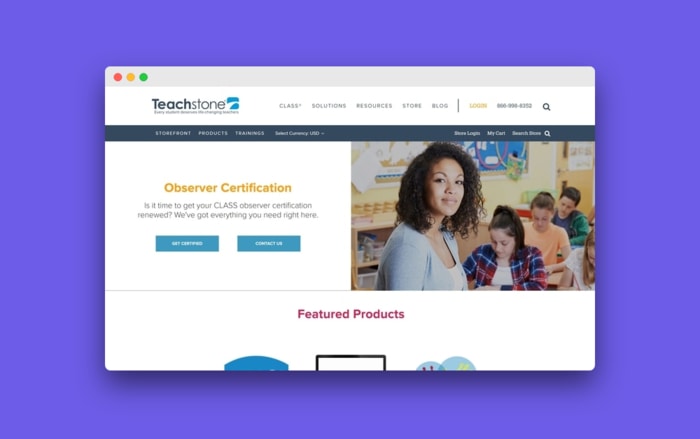 Teachstone
Every student deserves life-changing teachers
CLASS® SOLUTIONS RESOURCES STORE BLOG LOGIN 866-998-8352
STOREFRONT PRODUCTS TRAININGS Select Currency: USD Store Login My Cart Search Store
Observer Certification
Is it time to get your CLASS observer certification
renewed? We've got everything you need right here.
GET CERTIFIED CONTACT US
Featured Products